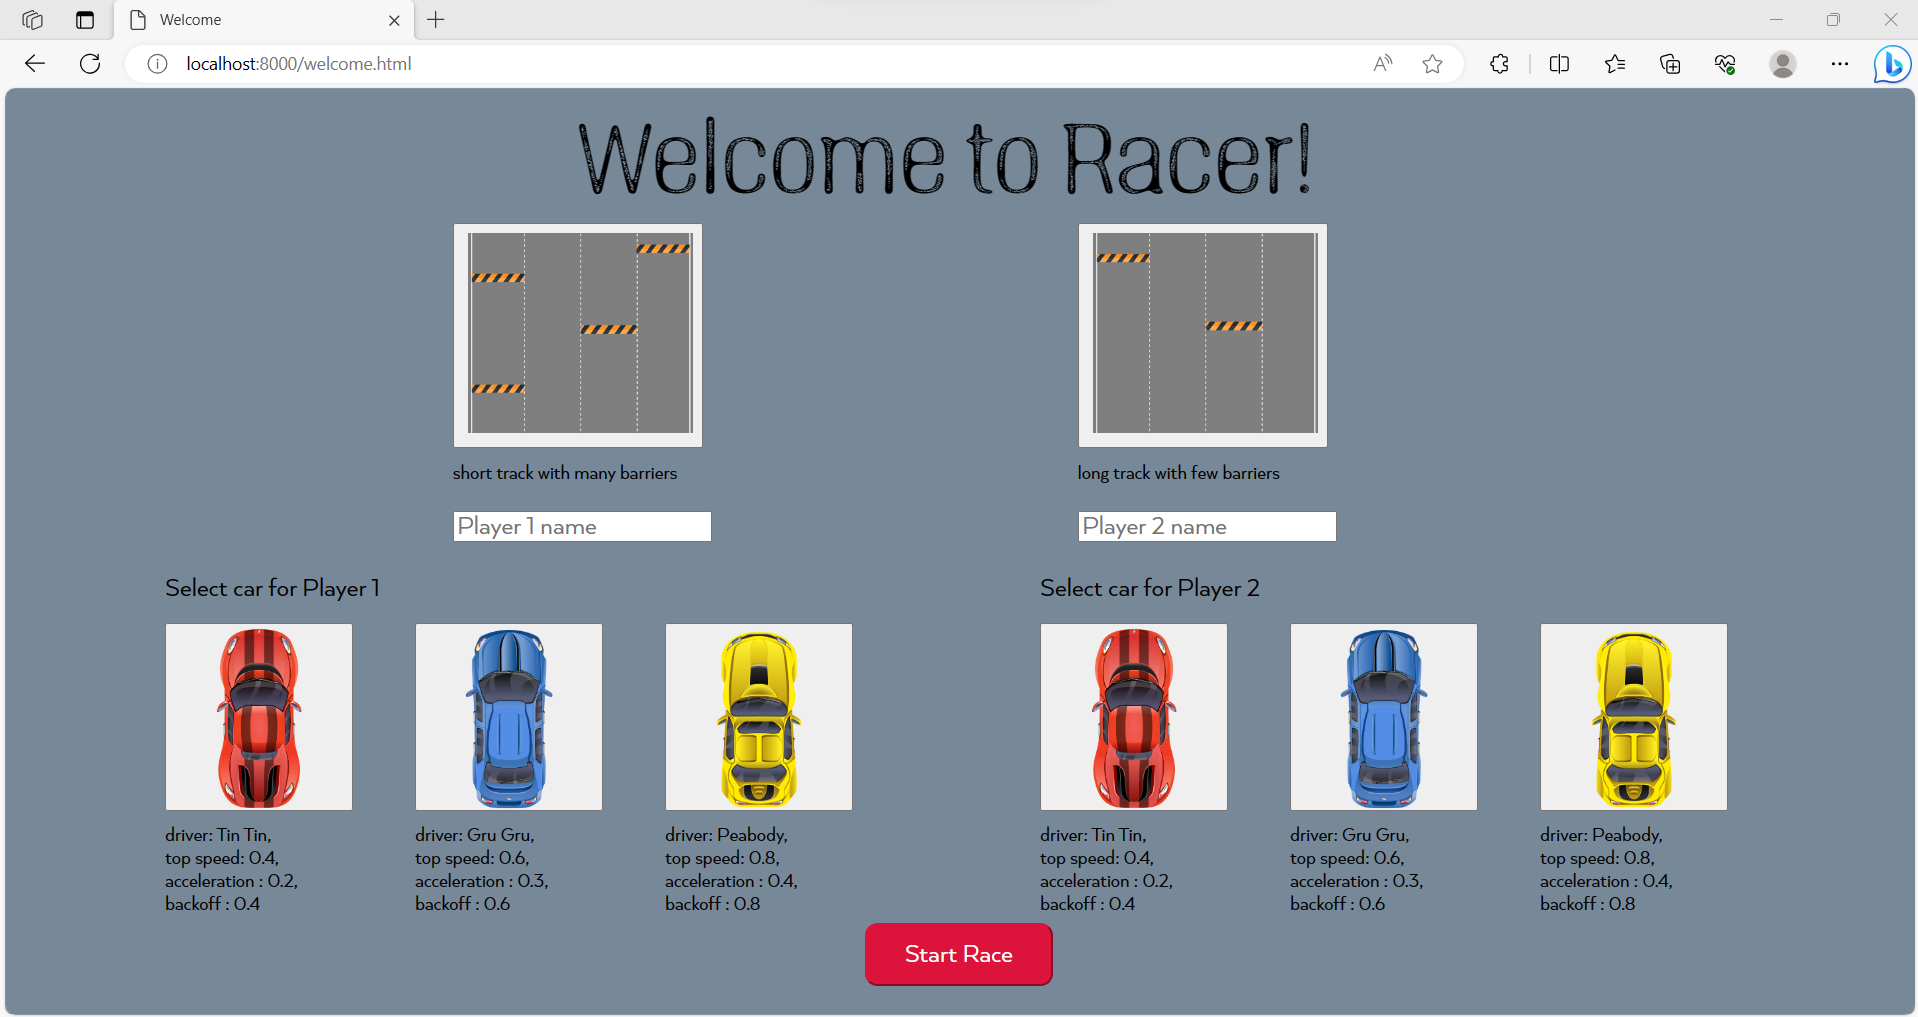 Welcome
localhost:8000/welcome.html
Welcome to Racer!
short track with many barriers
long track with few barriers
Player 1 name
Player 2 name
Select car for Player 1
Select car for Player 2
driver: Tin Tin,
top speed: 0.4,
acceleration : 0.2,
backoff : 0.4
driver: Gru Gru,
top speed: 0.6,
acceleration : 0.3,
backoff : 0.6
driver: Peabody,
top speed: 0.8,
acceleration : 0.4,
backoff : 0.8
driver: Tin Tin,
top speed: 0.4,
acceleration : 0.2,
backoff : 0.4
driver: Gru Gru,
top speed: 0.6,
acceleration : 0.3,
backoff : 0.6
driver: Peabody,
top speed: 0.8,
acceleration : 0.4,
backoff : 0.8
Start Race